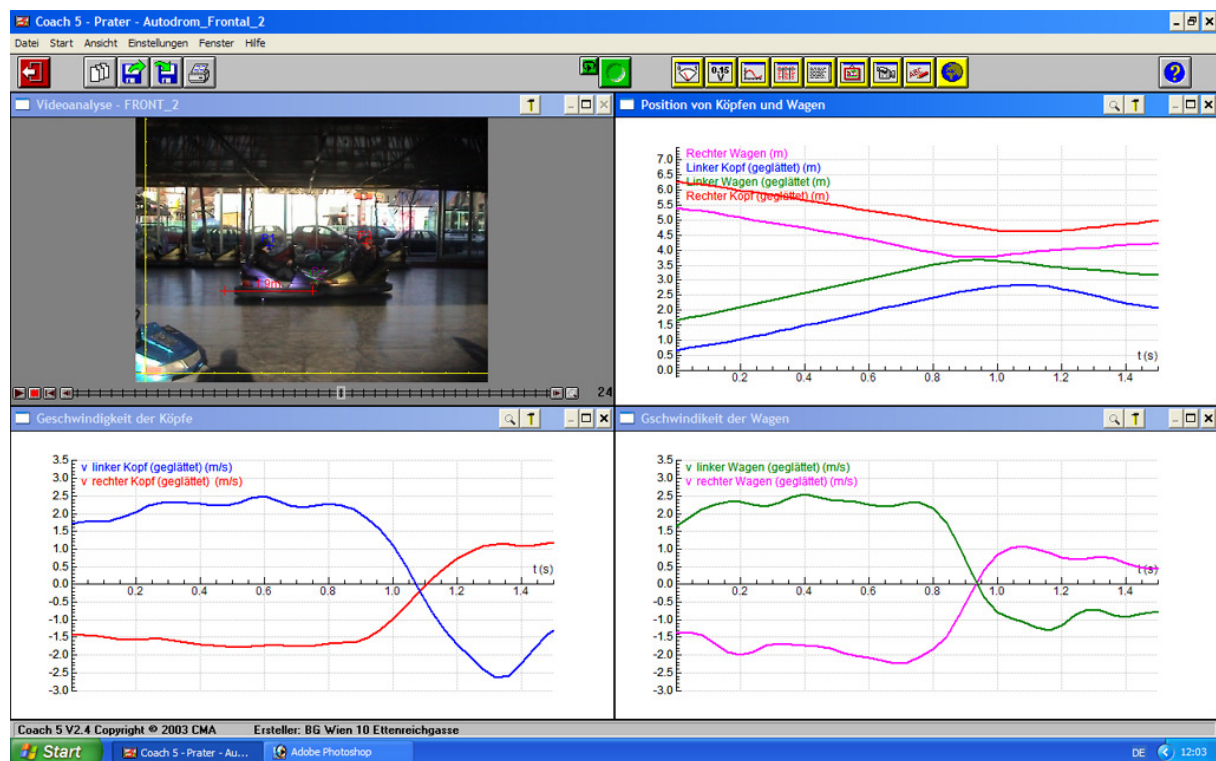 Coach 5 - Prater - Autodrom_Frontal_2
Datei Start Ansicht Einstellungen Fenster Hilfe
0,15
V
ABC
?
Videoanalyse - FRONT_2
P1
P2
1.9m
24
Position von Köpfen und Wagen
Rechter Wagen (m)
Linker Kopf (geglättet) (m)
Linker Wagen (geglättet (m)
Rechter Kopf (geglättet) (m)
7.0
6.5
6.0
5.5
5.0
4.5
4.0
3.5
3.0
2.5
2.0
1.5
1.0
0.5
0.0
t (s)
0.2 0.4 0.6 0.8 1.0 1.2 1.4
Geschwindigkeit der Köpfe
v linker Kopf (geglättet) (m/s)
v rechter Kopf (geglättet) (m/s)
3.5
3.0
2.5
2.0
1.5
1.0
0.5
0.0
-0.5
-1.0
-1.5
-2.0
-2.5
-3.0
t (s)
0.2 0.4 0.6 0.8 1.0 1.2 1.4
Gschwindikeit der Wagen
v linker Wagen (geglättet) (m/s)
v rechter Wagen (geglättet) (m/s)
3.5
3.0
2.5
2.0
1.5
1.0
0.5
0.0
-0.5
-1.0
-1.5
-2.0
-2.5
-3.0
t (s)
0.2 0.4 0.6 0.8 1.0 1.2 1.4
Coach 5 V2.4 Copyright © 2003 CMA Ersteller: BG Wien 10 Ettenreichgasse
Start Coach 5 - Prater - Au... Adobe Photoshop DE 12:03